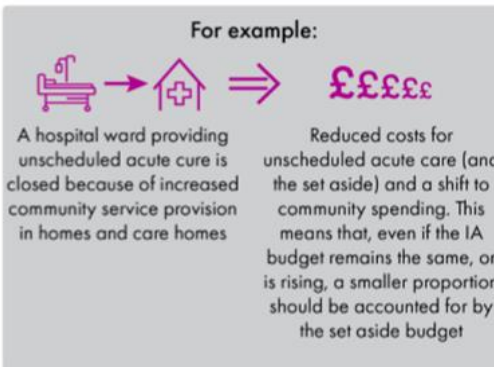 For example:
£££££
A hospital ward providing
unscheduled acute cure is
closed because of increased
community service provision
in homes and care homes
Reduced costs for
unscheduled acute care (and
the set aside) and a shift to
community spending. This
means that, even if the IA
budget remains the same, or
is rising, a smaller proportion
should be accounted for by
the set aside budget